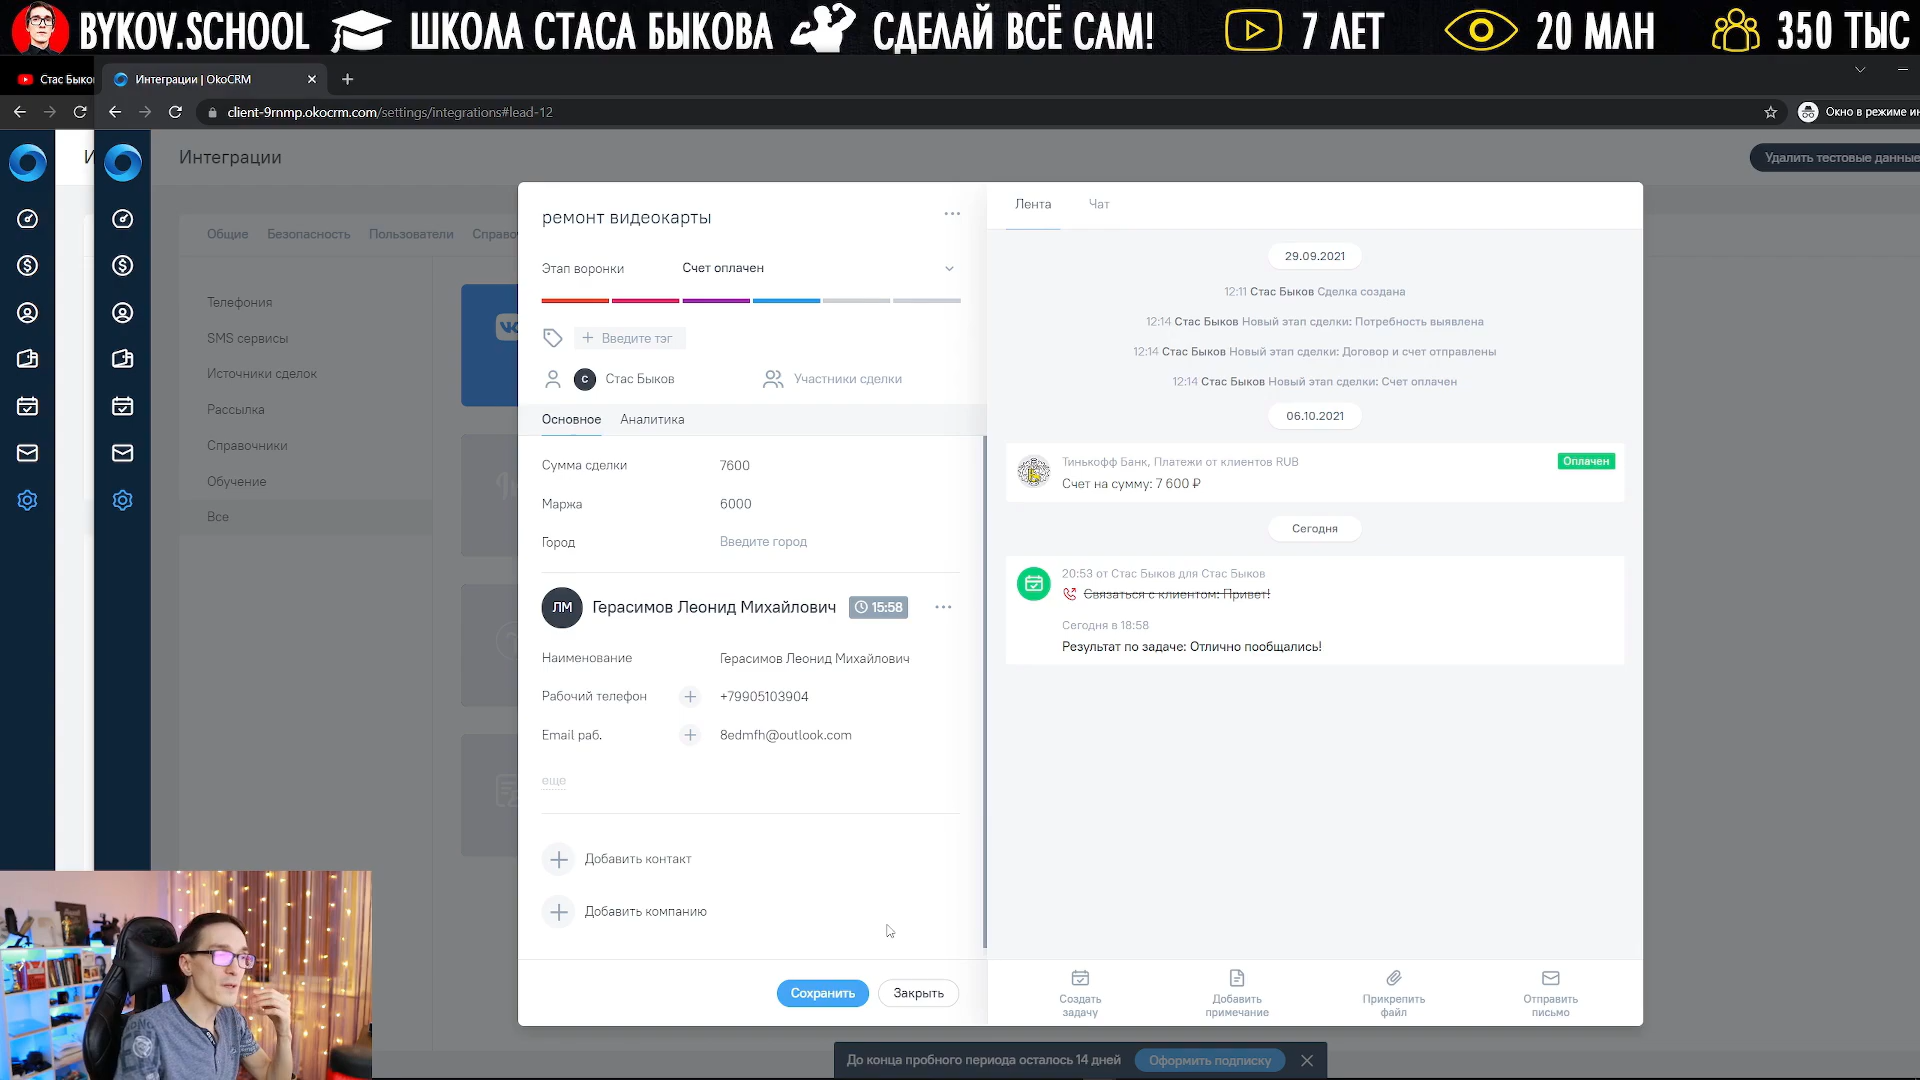 BYKOV.SCHOOL ШКОЛА СТАСА БЫКОВА СДЕЛАЙ ВСЁ САМ! 7 ЛЕТ 20 МЛН 350 ТЫС
Стас Быко
Интеграции | OkoCRM
client-9rnmp.okocrm.com/settings/integrations#lead-12
Окно в режиме ин
И
Интеграции
Удалить тестовые данные
Общие Безопасность Пользователи Справо
Телефония
SMS сервисы
Источники сделок
Рассылка
Справочники
Обучение
Все
ремонт видеокарты
Этап воронки Счет оплачен
Введите тэг
С Стас Быков Участники сделки
Основное Аналитика
Сумма сделки 7600
Маржа 6000
Город Введите город
ЛМ Герасимов Леонид Михайлович 15:58
Наименование Герасимов Леонид Михайлович
Рабочий телефон + +79905103904
Email раб. + 8edmfh@outlook.com
еще
Добавить контакт
Добавить компанию
Сохранить Закрыть
Лента Чат
29.09.2021
12:11 Стас Быков Сделка создана
12:14 Стас Быков Новый этап сделки: Потребность выявлена
12:14 Стас Быков Новый этап сделки: Договор и счет отправлены
12:14 Стас Быков Новый этап сделки: Счет оплачен
06.10.2021
Тинькофф Банк, Платежи от клиентов RUB Оплачен
Счет на сумму: 7 600 ₽
Сегодня
20:53 от Стас Быков для Стас Быков
Связаться с клиентом: Привет!
Сегодня в 18:58
Результат по задаче: Отлично пообщались!
Создать задачу
Добавить примечание
Прикрепить файл
Отправить письмо
До конца пробного периода осталось 14 дней Оформить подписку